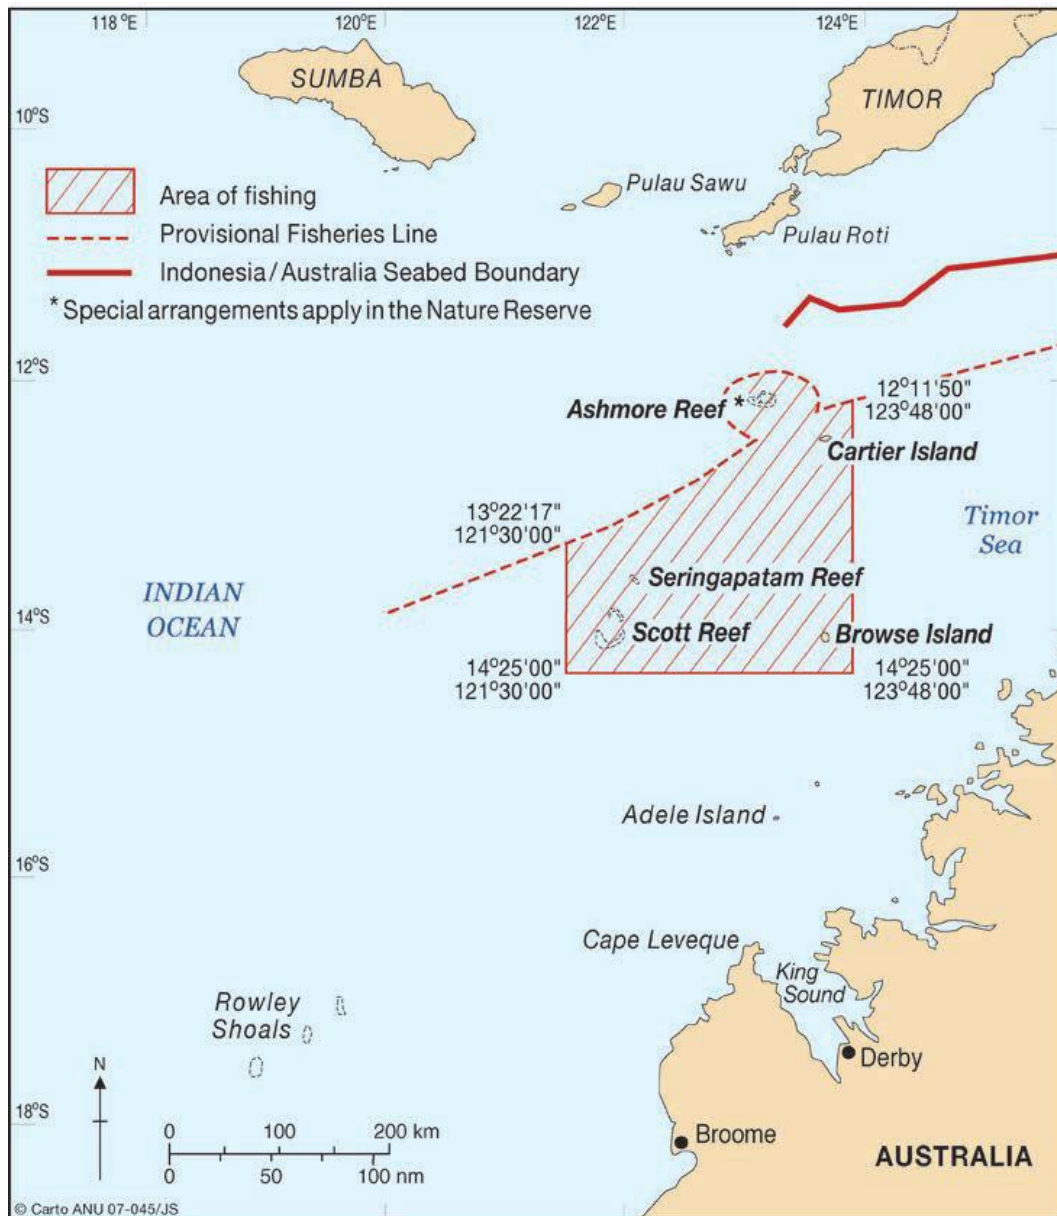 118°E
120°E
122°E
124°E
SUMBA
TIMOR
10°S
Pulau Sawu
Pulau Roti
Area of fishing
Provisional Fisheries Line
Indonesia/Australia Seabed Boundary
* Special arrangements apply in the Nature Reserve
12°S
12°11'50"
123°48'00"
Ashmore Reef *
Cartier Island
13°22'17"
121°30'00"
Timor
Sea
Seringapatam Reef
INDIAN
OCEAN
14°S
Scott Reef
Browse Island
14°25'00"
121°30'00"
14°25'00"
123°48'00"
Adele Island
16°S
Cape Leveque
King
Sound
Rowley
Shoals
Derby
N
18°S
0 100 200 km
0 50 100 nm
Broome
AUSTRALIA
© Carto ANU 07-045/JS